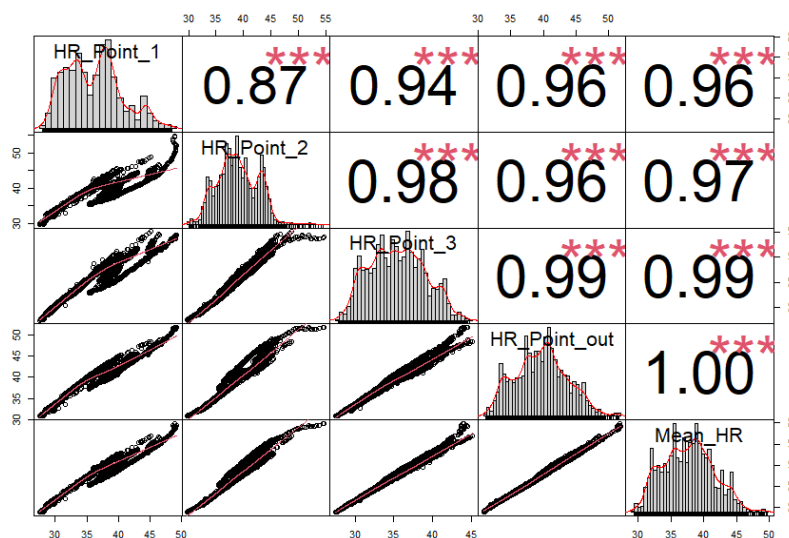 30 35 40 45 50 55
30 35 40 45 50
HR_Point_1
0.87***
0.94***
0.96***
0.96***
HR_Point_2
0.98***
0.96***
0.97***
30 40 50
HR_Point_3
0.99***
0.99***
HR_Point_out
1.00***
30 35 40 45 50
Mean_HR
30 35 40 45 50
30 35 40 45
30 35 40 45 50